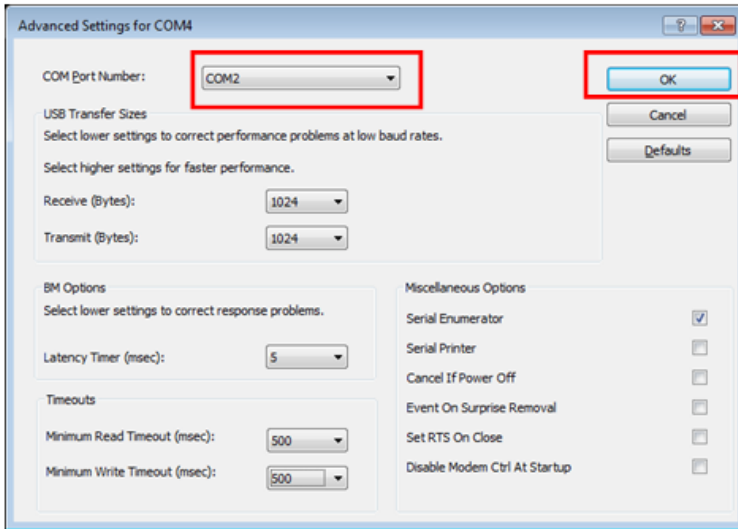 Advanced Settings for COM4
COM Port Number: COM2 OK
USB Transfer Sizes Cancel
Select lower settings to correct performance problems at low baud rates.
Defaults
Select higher settings for faster performance.
Receive (Bytes): 1024
Transmit (Bytes): 1024
BM Options
Select lower settings to correct response problems.
Latency Timer (msec): 5
Timeouts
Minimum Read Timeout (msec): 500
Minimum Write Timeout (msec): 500
Miscellaneous Options
Serial Enumerator
Serial Printer
Cancel If Power Off
Event On Surprise Removal
Set RTS On Close
Disable Modem Ctrl At Startup